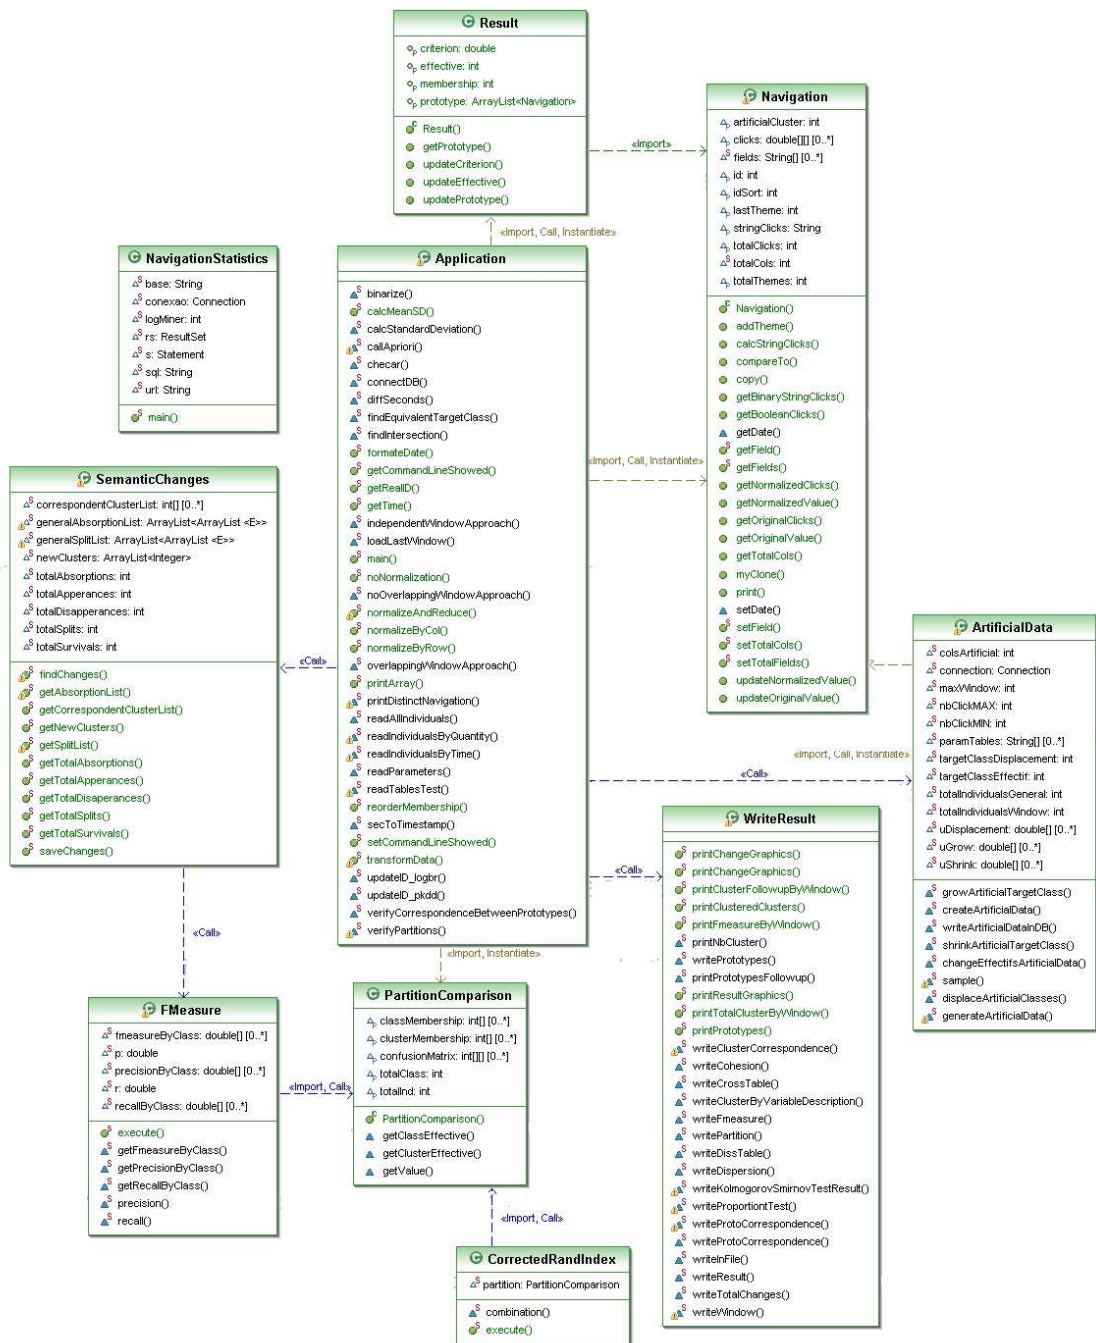 Result
criterion: double
effective: int
membership: int
prototype: ArrayList<Navigation>
Result()
getPrototype()
updateCriterion()
updateEffective()
updatePrototype()
«Import»
Navigation
artificialCluster: int
clicks: double[][] [0..*]
fields: String[] [0..*]
id: int
idSort: int
lastTheme: int
stringClicks: String
totalClicks: int
totalCols: int
totalThemes: int
Navigation()
addTheme()
calcStringClicks()
compareTo()
copy()
getBinaryStringClicks()
getBooleanClicks()
getDate()
getField()
getFields()
getNormalizedClicks()
getNormalizedValue()
getOriginalClicks()
getOriginalValue()
getTotalCols()
myClone()
print()
setDate()
setField()
setTotalCols()
setTotalFields()
updateNormalizedValue()
updateOriginalValue()
«Import, Call, Instantiate»
NavigationStatistics
base: String
conexao: Connection
logMiner: int
rs: ResultSet
s: Statement
sql: String
url: String
main()
Application
binarize()
calcMeanSD()
calcStandardDeviation()
callApriori()
checar()
connectDB()
diffSeconds()
findEquivalentTargetClass()
findIntersection()
formateDate()
getCommandLineShowed()
getRealID()
getTime()
independentWindowApproach()
loadLastWindow()
main()
noNormalization()
noOverlappingWindowApproach()
normalizeAndReduce()
normalizeByCol()
normalizeByRow()
overlappingWindowApproach()
printArray()
printDistinctNavigation()
readAllIndividuals()
readIndividualsByQuantity()
readIndividualsByTime()
readParameters()
readTablesTest()
reorderMembership()
secToTimestamp()
setCommandLineShowed()
transformData()
updateID_logbr()
updateID_pkdd()
verifyCorrespondenceBetweenPrototypes()
verifyPartitions()
«Import, Call, Instantiate»
SemanticChanges
correspondentClusterList: int[] [0..*]
generalAbsorptionList: ArrayList<ArrayList <E>>
generalSplitList: ArrayList<ArrayList <E>>
newClusters: ArrayList<Integer>
totalAbsorptions: int
totalApperances: int
totalDisapperances: int
totalSplits: int
totalSurvivals: int
findChanges()
getAbsorptionList()
getCorrespondentClusterList()
getNewClusters()
getSplitList()
getTotalAbsorptions()
getTotalApperances()
getTotalDisaperances()
getTotalSplits()
getTotalSurvivals()
saveChanges()
«Call»
ArtificialData
colsArtificial: int
connection: Connection
maxWindow: int
nbClickMAX: int
nbClickMIN: int
paramTables: String[] [0..*]
targetClassDisplacement: int
targetClassEffectif: int
totalIndividualsGeneral: int
totalIndividualsWindow: int
uDisplacement: double[] [0..*]
uGrow: double[] [0..*]
uShrink: double[] [0..*]
growArtificialTargetClass()
createArtificialData()
writeArtificialDataInDB()
shrinkArtificialTargetClass()
changeEffectifsArtificialData()
sample()
displaceArtificialClasses()
generateArtificialData()
«Import, Call, Instantiate»
«Call»
WriteResult
printChangeGraphics()
printChangeGraphics()
printClusterFollowupByWindow()
printClusteredClusters()
printFmeasureByWindow()
printNbCluster()
writePrototypes()
printPrototypesFollowup()
printResultGraphics()
printTotalClusterByWindow()
printPrototypes()
writeClusterCorrespondence()
writeCohesion()
writeCrossTable()
writeClusterByVariableDescription()
writeFmeasure()
writePartition()
writeDissTable()
writeDispersion()
writeKolmogorovSmirnovTestResult()
writeProportiontTest()
writeProtoCorrespondence()
writeProtoCorrespondence()
writeInFile()
writeResult()
writeTotalChanges()
writeWindow()
«Call»
«Import, Instantiate»
«Call»
FMeasure
fmeasureByClass: double[] [0..*]
p: double
precisionByClass: double[] [0..*]
r: double
recallByClass: double[] [0..*]
execute()
getFmeasureByClass()
getPrecisionByClass()
getRecallByClass()
precision()
recall()
«Import, Call»
PartitionComparison
classMembership: int[] [0..*]
clusterMembership: int[] [0..*]
confusionMatrix: int[][] [0..*]
totalClass: int
totalInd: int
PartitionComparison()
getClassEffective()
getClusterEffective()
getValue()
«Import, Call»
CorrectedRandIndex
partition: PartitionComparison
combination()
execute()